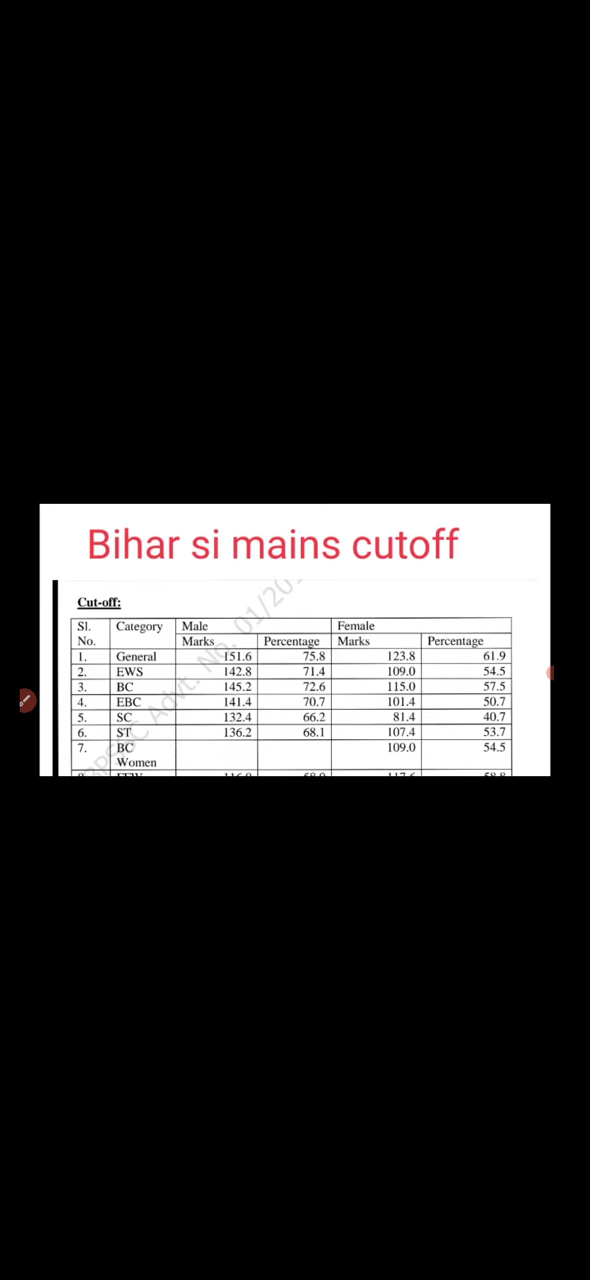 Bihar si mains cutoff
Cut-off:
Sl. No. Category Male Female
Marks Percentage Marks Percentage
1. General 151.6 75.8 123.8 61.9
2. EWS 142.8 71.4 109.0 54.5
3. BC 145.2 72.6 115.0 57.5
4. EBC 141.4 70.7 101.4 50.7
5. SC 132.4 66.2 81.4 40.7
6. ST 136.2 68.1 107.4 53.7
7. BC Women 109.0 54.5
Advt. No. 01/20